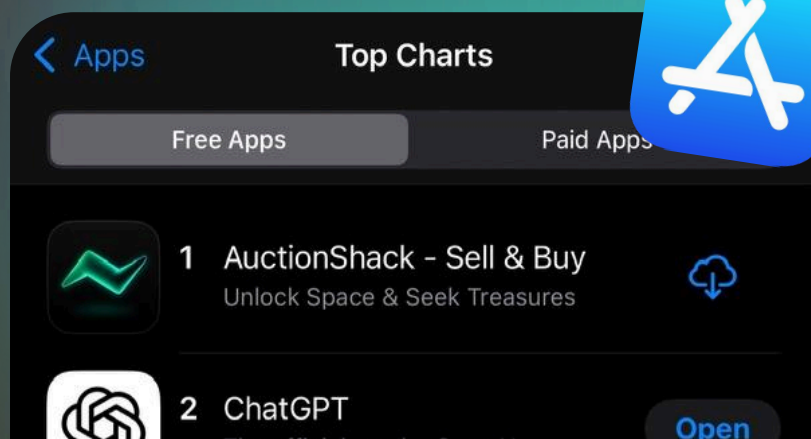 Apps
Top Charts
Free Apps
Paid Apps
1
AuctionShack - Sell & Buy
Unlock Space & Seek Treasures
2
ChatGPT
Open